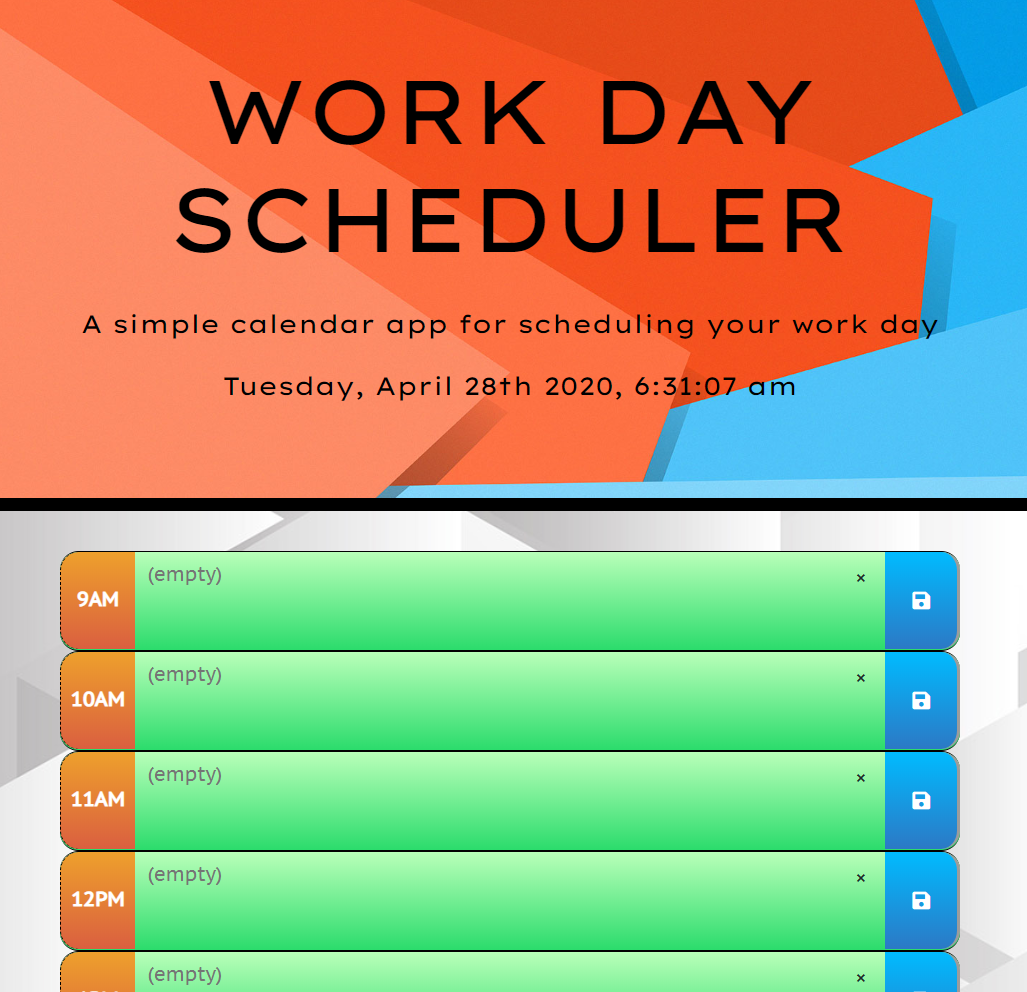 WORK DAY
SCHEDULER
A simple calendar app for scheduling your work day
Tuesday, April 28th 2020, 6:31:07 am
9AM (empty) ×
10AM (empty) ×
11AM (empty) ×
12PM (empty) ×
(empty) ×